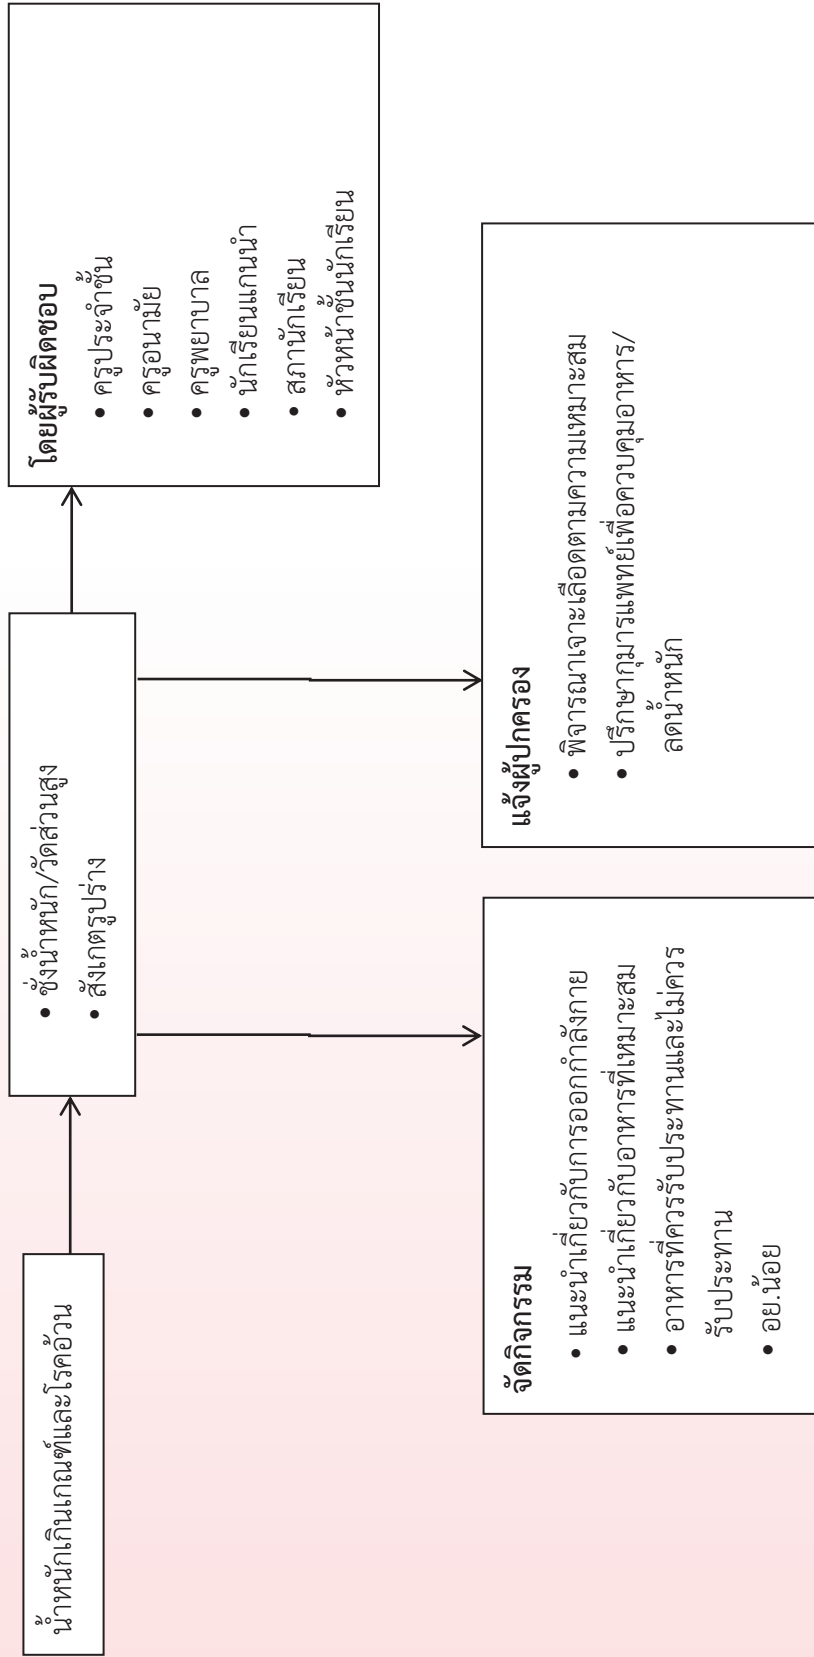 น้ำหนักเกินเกณฑ์และโรคอ้วน
• ชั่งน้ำหนัก/วัดส่วนสูง
• สังเกตรูปร่าง
โดยผู้รับผิดชอบ
• ครูประจำชั้น
• ครูอนามัย
• ครูพยาบาล
• นักเรียนแกนนำ
• สภานักเรียน
• หัวหน้าชั้นนักเรียน
จัดกิจกรรม
• แนะนำเกี่ยวกับการออกกำลังกาย
• แนะนำเกี่ยวกับอาหารที่เหมาะสม
• อาหารที่ควรรับประทานและไม่ควร
รับประทาน
• อย.น้อย
แจ้งผู้ปกครอง
• พิจารณาเจาะเลือดตามความเหมาะสม
• ปรึกษากุมารแพทย์เพื่อควบคุมอาหาร/
ลดน้ำหนัก